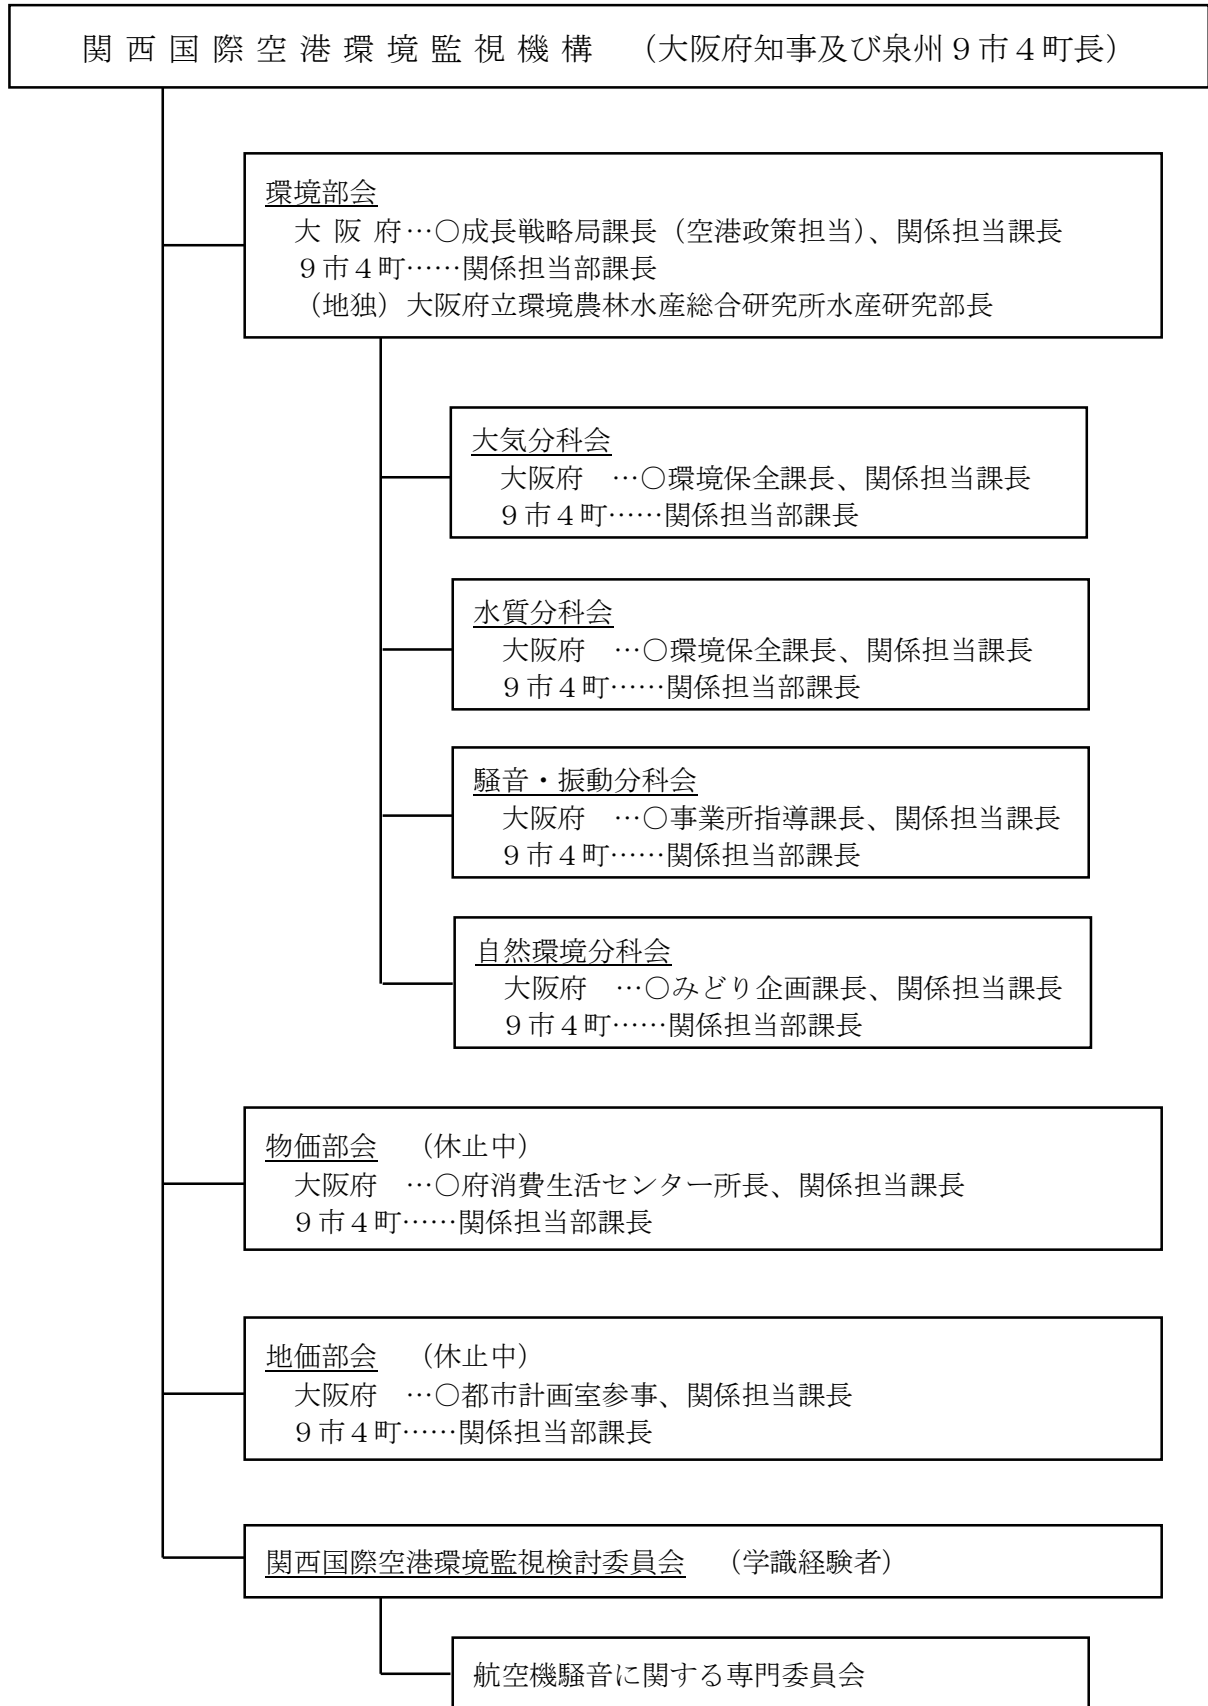 関西国際空港環境監視機構　（大阪府知事及び泉州９市４町長）
環境部会
大 阪 府…○成長戦略局課長（空港政策担当）、関係担当課長
９市４町……関係担当部課長
（地独）大阪府立環境農林水産総合研究所水産研究部長
大気分科会
大阪府　…○環境保全課長、関係担当課長
９市４町……関係担当部課長
水質分科会
大阪府　…○環境保全課長、関係担当課長
９市４町……関係担当部課長
騒音・振動分科会
大阪府　…○事業所指導課長、関係担当課長
９市４町……関係担当部課長
自然環境分科会
大阪府　…○みどり企画課長、関係担当課長
９市４町……関係担当部課長
物価部会　（休止中）
大阪府　…○府消費生活センター所長、関係担当課長
９市４町……関係担当部課長
地価部会　（休止中）
大阪府　…○都市計画室参事、関係担当課長
９市４町……関係担当部課長
関西国際空港環境監視検討委員会　（学識経験者）
航空機騒音に関する専門委員会